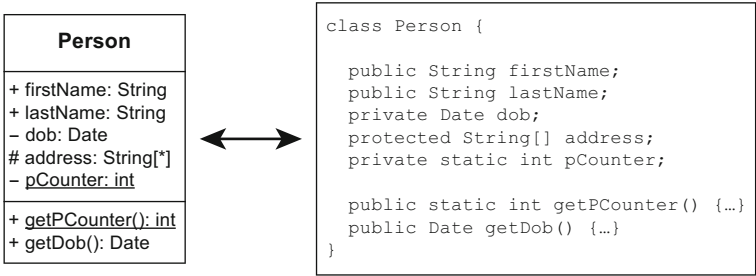 Person
+ firstName: String
+ lastName: String
– dob: Date
# address: String[*]
– pCounter: int
+ getPCounter(): int
+ getDob(): Date
class Person {
public String firstName;
public String lastName;
private Date dob;
protected String[] address;
private static int pCounter;
public static int getPCounter() {…}
public Date getDob() {…}
}